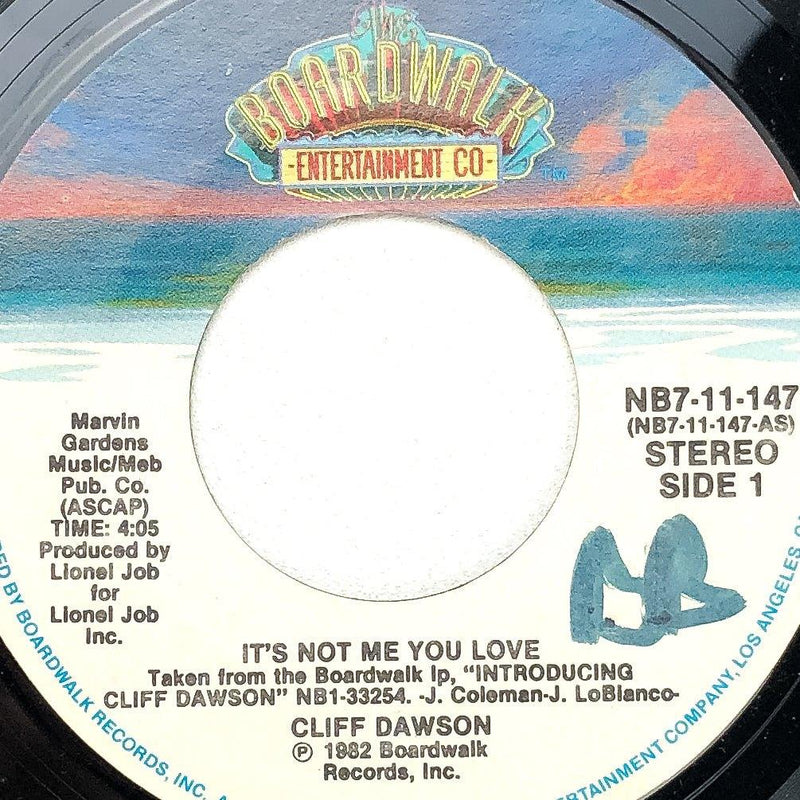 THE
BOARDWALK
-ENTERTAINMENT CO-
TM
NB7-11-147
(NB7-11-147-AS)
STEREO
SIDE 1
Marvin
Gardens
Music/Meb
Pub. Co.
(ASCAP)
TIME: 4:05
Produced by
Lionel Job
for
Lionel Job
Inc.
IT'S NOT ME YOU LOVE
Taken from the Boardwalk lp, "INTRODUCING
CLIFF DAWSON" NB1-33254. -J. Coleman-J. LoBianco-
CLIFF DAWSON
℗ 1982 Boardwalk
Records, Inc.
BY BOARDWALK RECORDS, INC.
COMPANY, LOS ANGELES,